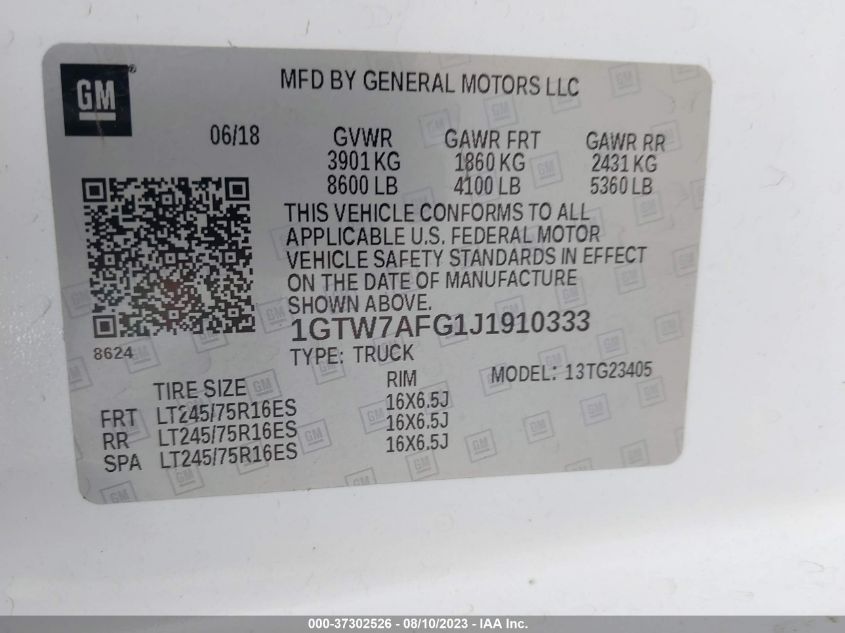 GM
MFD BY GENERAL MOTORS LLC
06/18 GVWR GAWR FRT GAWR RR
3901 KG 1860 KG 2431 KG
8600 LB 4100 LB 5360 LB
THIS VEHICLE CONFORMS TO ALL
APPLICABLE U.S. FEDERAL MOTOR
VEHICLE SAFETY STANDARDS IN EFFECT
ON THE DATE OF MANUFACTURE
SHOWN ABOVE.
1GTW7AFG1J1910333
8624
TYPE: TRUCK
MODEL: 13TG23405
TIRE SIZE RIM
FRT LT245/75R16ES 16X6.5J
RR LT245/75R16ES 16X6.5J
SPA LT245/75R16ES 16X6.5J
000-37302526 - 08/10/2023 - IAA Inc.